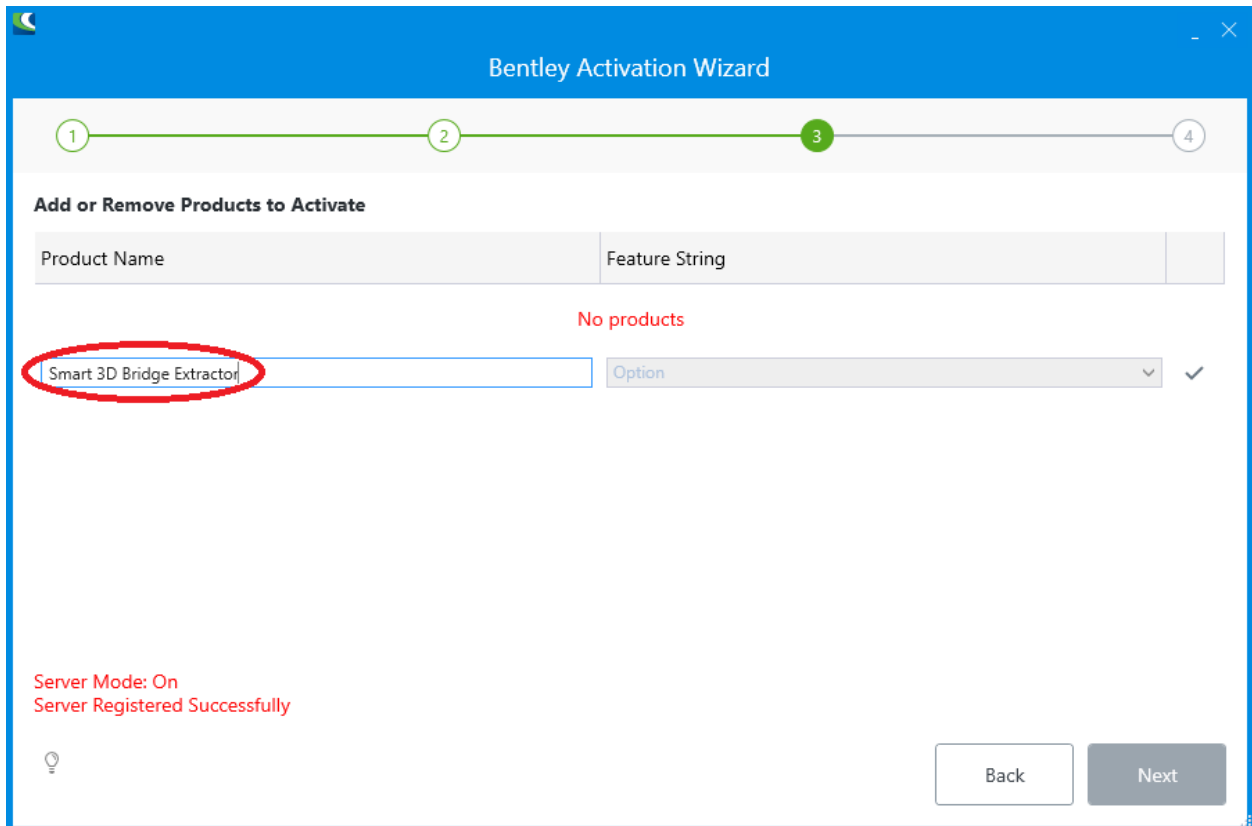 Bentley Activation Wizard
1 2 3 4
Add or Remove Products to Activate
Product Name Feature String
No products
Smart 3D Bridge Extractor Option
Server Mode: On
Server Registered Successfully
Back Next